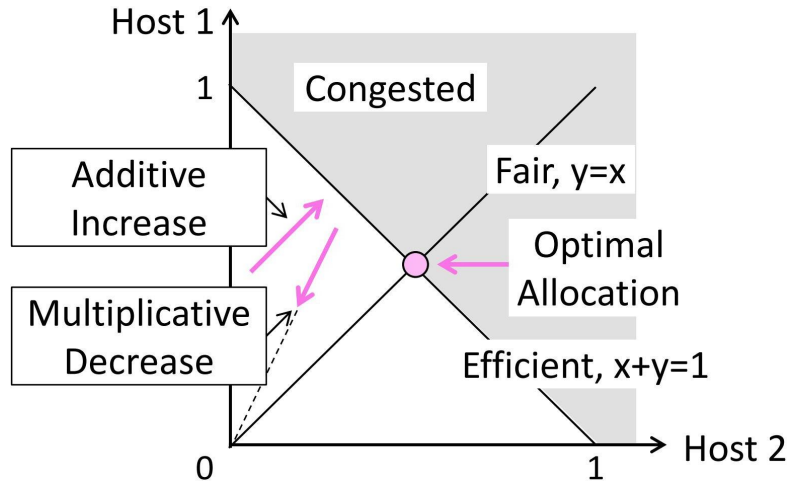 Host 1
1
Congested
Additive
Increase
Fair, y=x
Optimal
Allocation
Multiplicative
Decrease
Efficient, x+y=1
0
1
Host 2